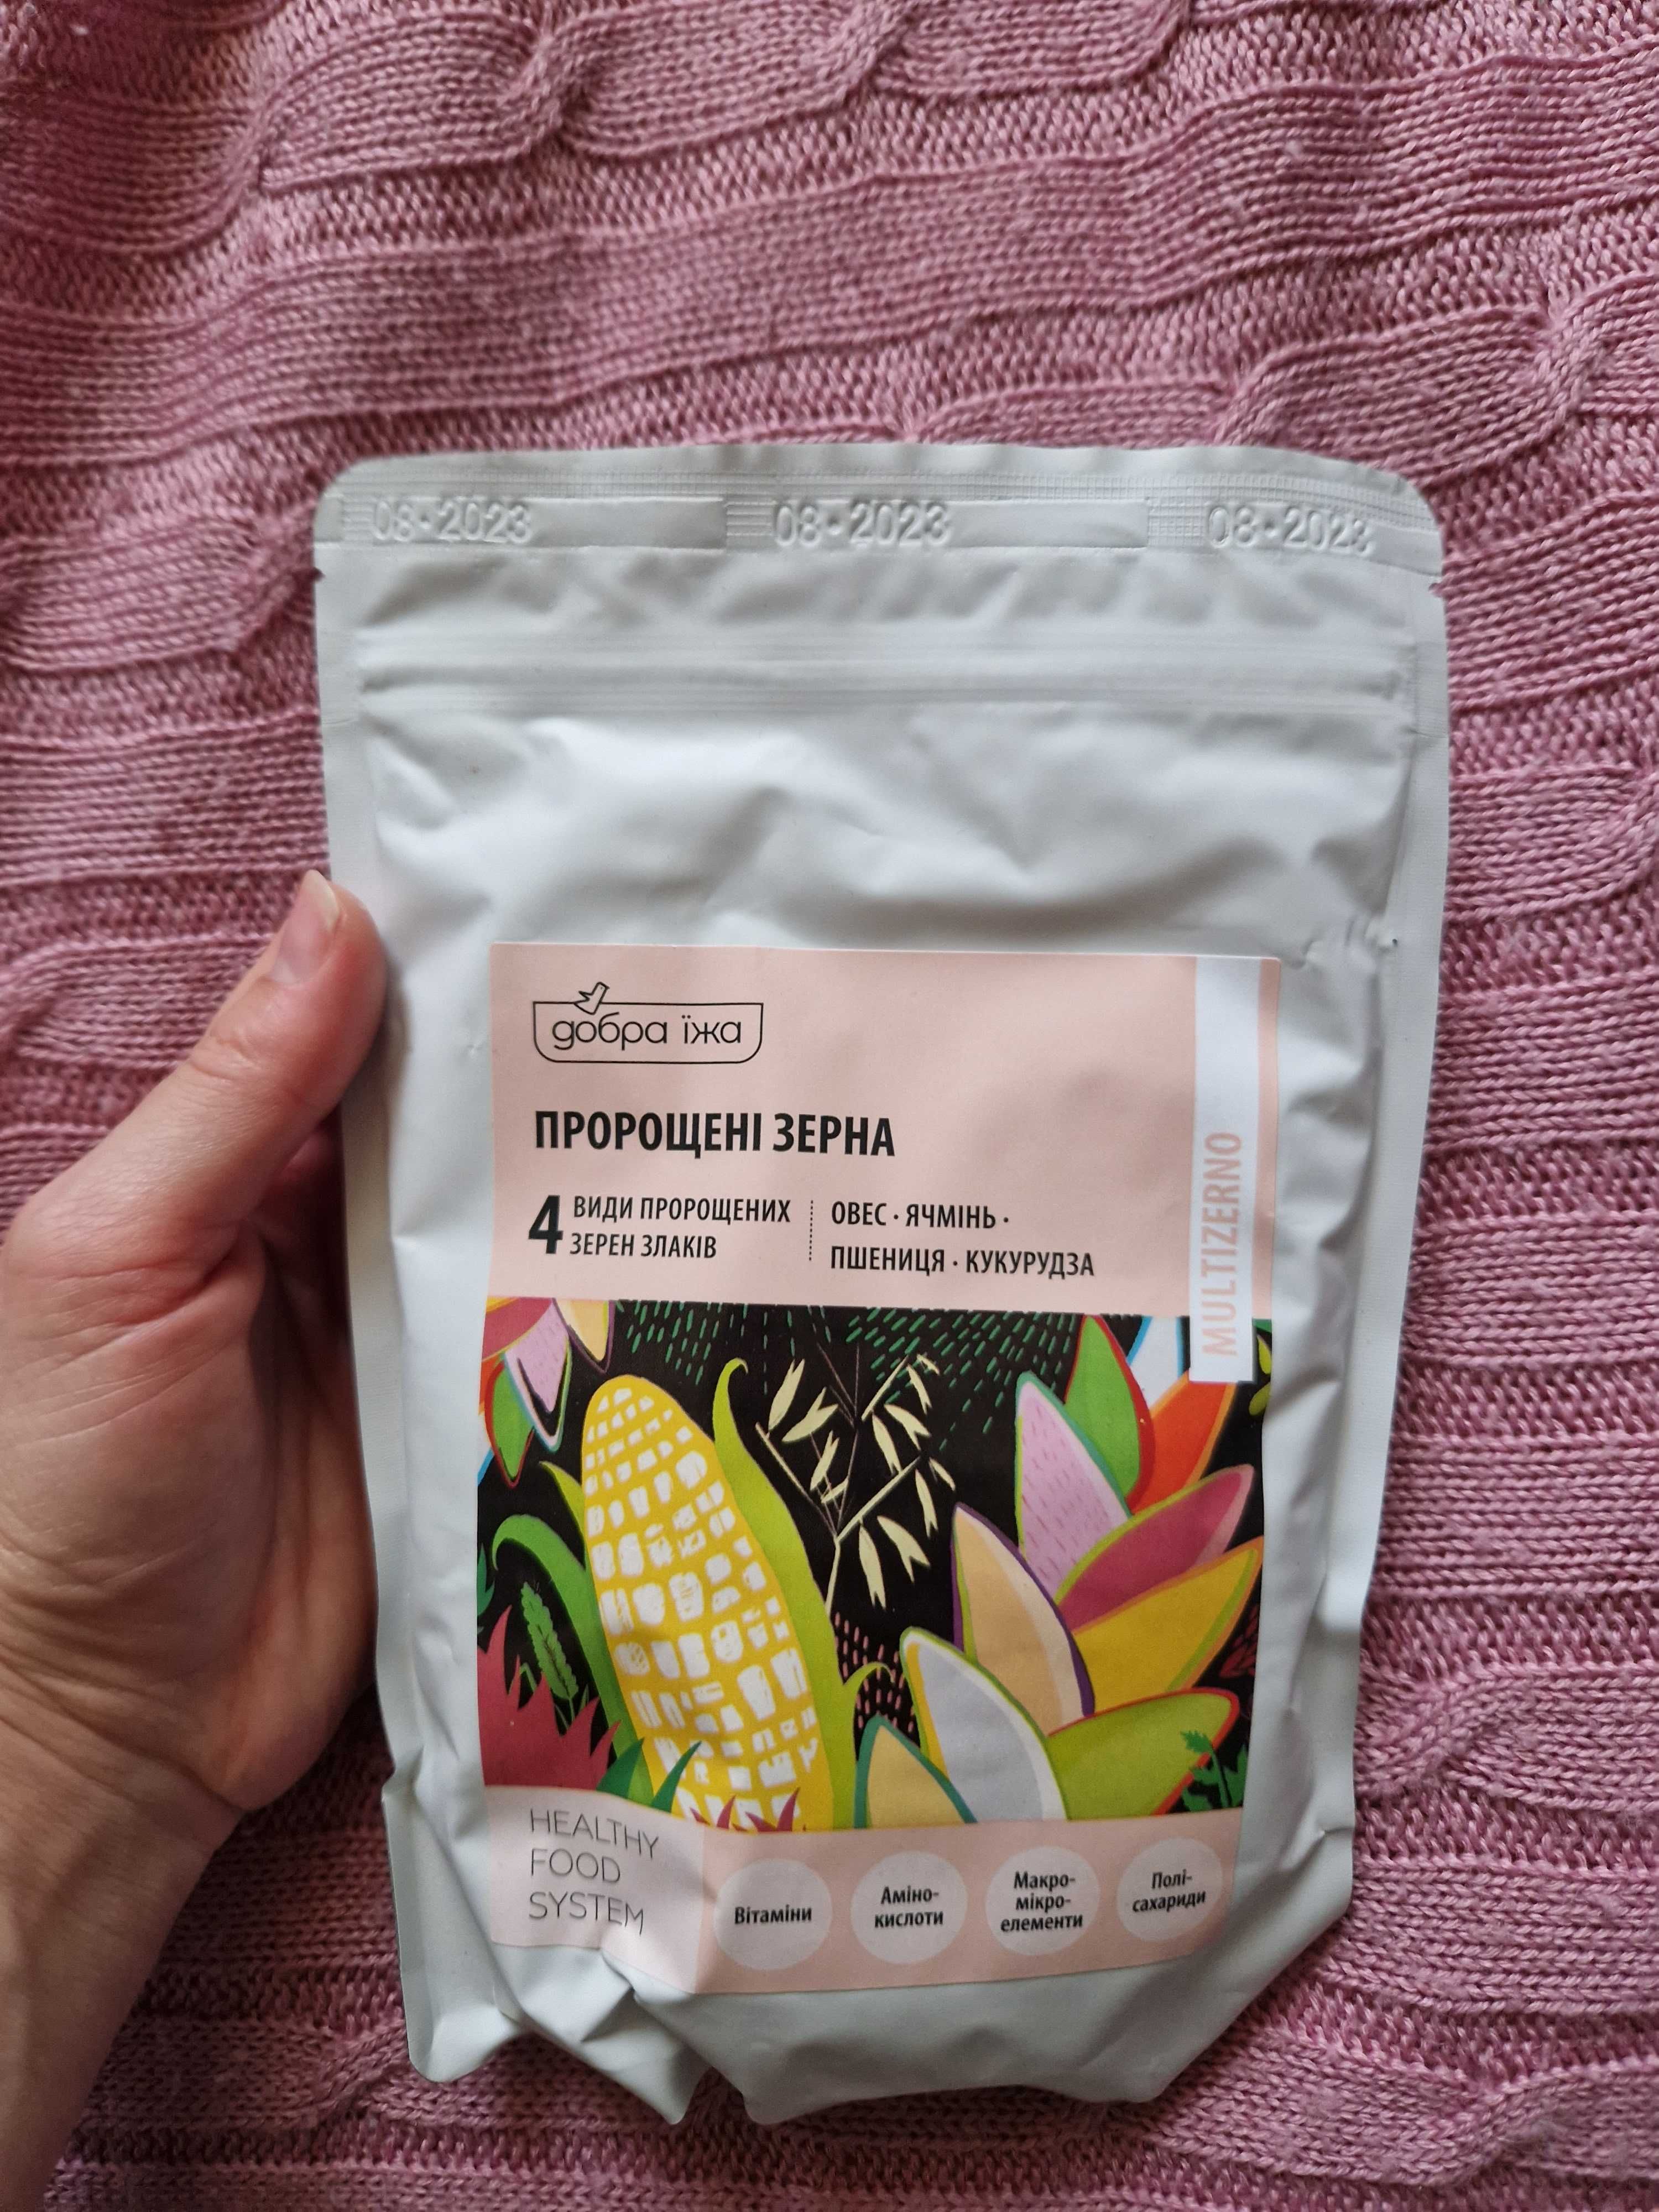 08·2023 08·2023 08·2023
добра їжа
ПРОРОЩЕНІ ЗЕРНА
4 ВИДИ ПРОРОЩЕНИХ
ЗЕРЕН ЗЛАКІВ
ОВЕС · ЯЧМІНЬ ·
ПШЕНИЦЯ · КУКУРУДЗА
MULTIZERNO
HEALTHY
FOOD
SYSTEM
Вітаміни
Аміно-
кислоти
Макро-
мікро-
елементи
Полі-
сахариди